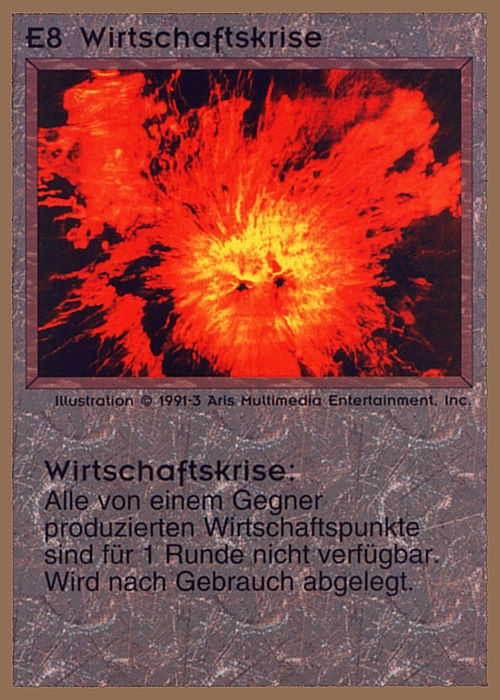 E8 Wirtschaftskrise
Illustration © 1991-3 Aris Multimedia Entertainment, Inc.
Wirtschaftskrise:
Alle von einem Gegner
produzierten Wirtschaftspunkte
sind für 1 Runde nicht verfügbar.
Wird nach Gebrauch abgelegt.